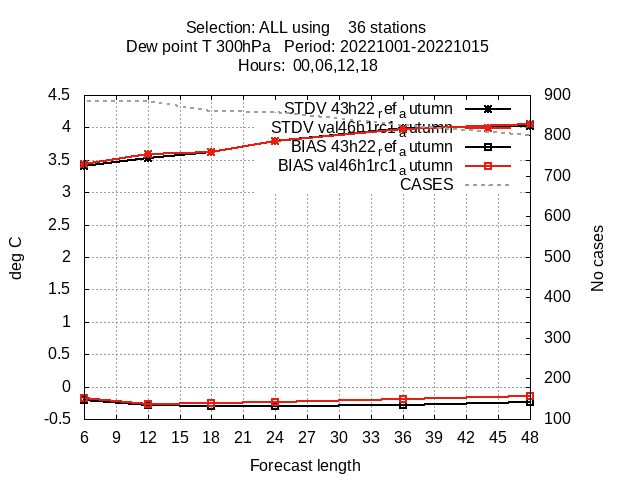 Selection: ALL using 36 stations
Dew point T 300hPa Period: 20221001-20221015
Hours: 00,06,12,18
4.5
4
3.5
3
2.5
2
1.5
1
0.5
0
-0.5
deg C
STDV 43h22_ref_autumn
STDV val46h1rc1_autumn
BIAS 43h22_ref_autumn
BIAS val46h1rc1_autumn
CASES
900
800
700
600
500
400
300
200
100
No cases
6 9 12 15 18 21 24 27 30 33 36 39 42 45 48
Forecast length